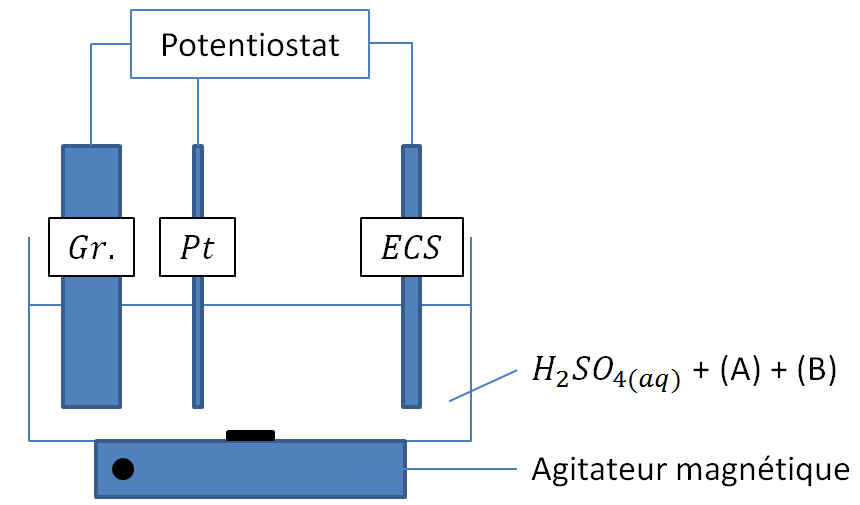 Potentiostat
Gr.
Pt
ECS
H₂SO₄₍ₐq₎ + (A) + (B)
Agitateur magnétique